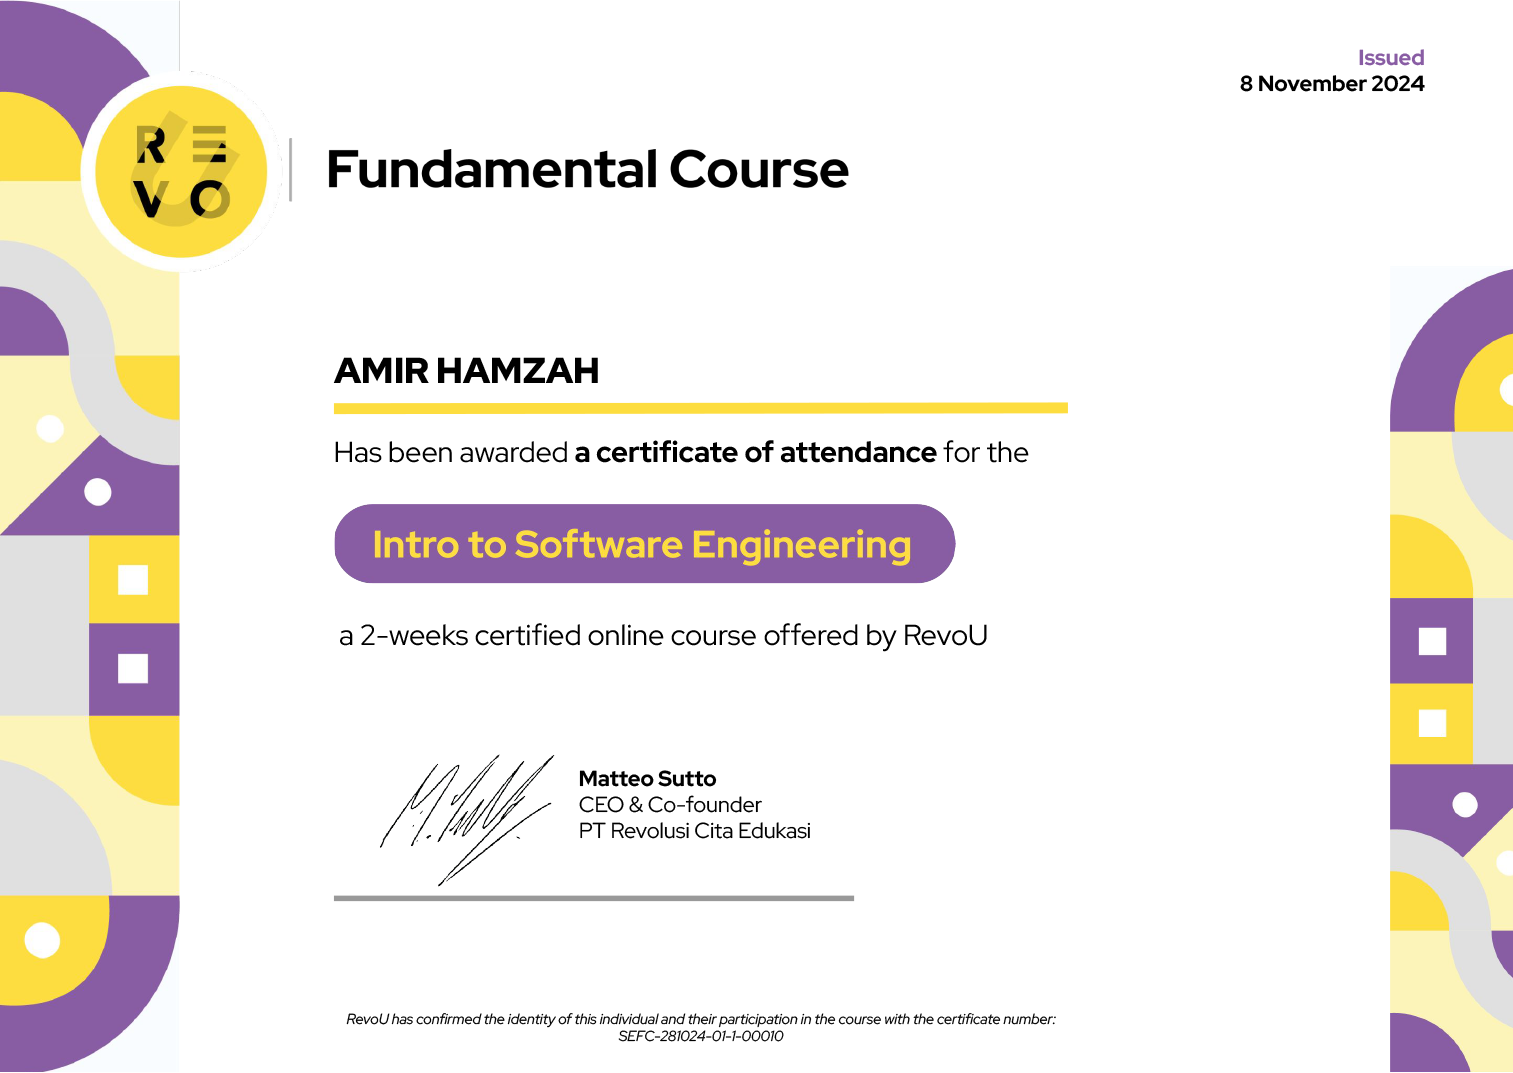 Issued
8 November 2024
RE
VO
Fundamental Course
AMIR HAMZAH
Has been awarded a certificate of attendance for the
Intro to Software Engineering
a 2-weeks certified online course offered by RevoU
Matteo Sutto
CEO & Co-founder
PT Revolusi Cita Edukasi
RevoU has confirmed the identity of this individual and their participation in the course with the certificate number:
SEFC-281024-01-1-00010